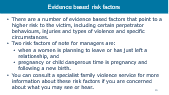 Evidence based risk factors
• There are a number of evidence based factors that point to a
higher risk to the victim, including certain perpetrator
behaviours, injuries and types of violence and specific
circumstances.
• Two risk factors of note for managers are:
• when a woman is planning to leave or has just left a
relationship, and
• pregnancy or child dangerous time is pregnancy and
following a new birth.
• You can consult a specialist family violence service for more
information about these risk factors if you are concerned
about what you may see or hear.